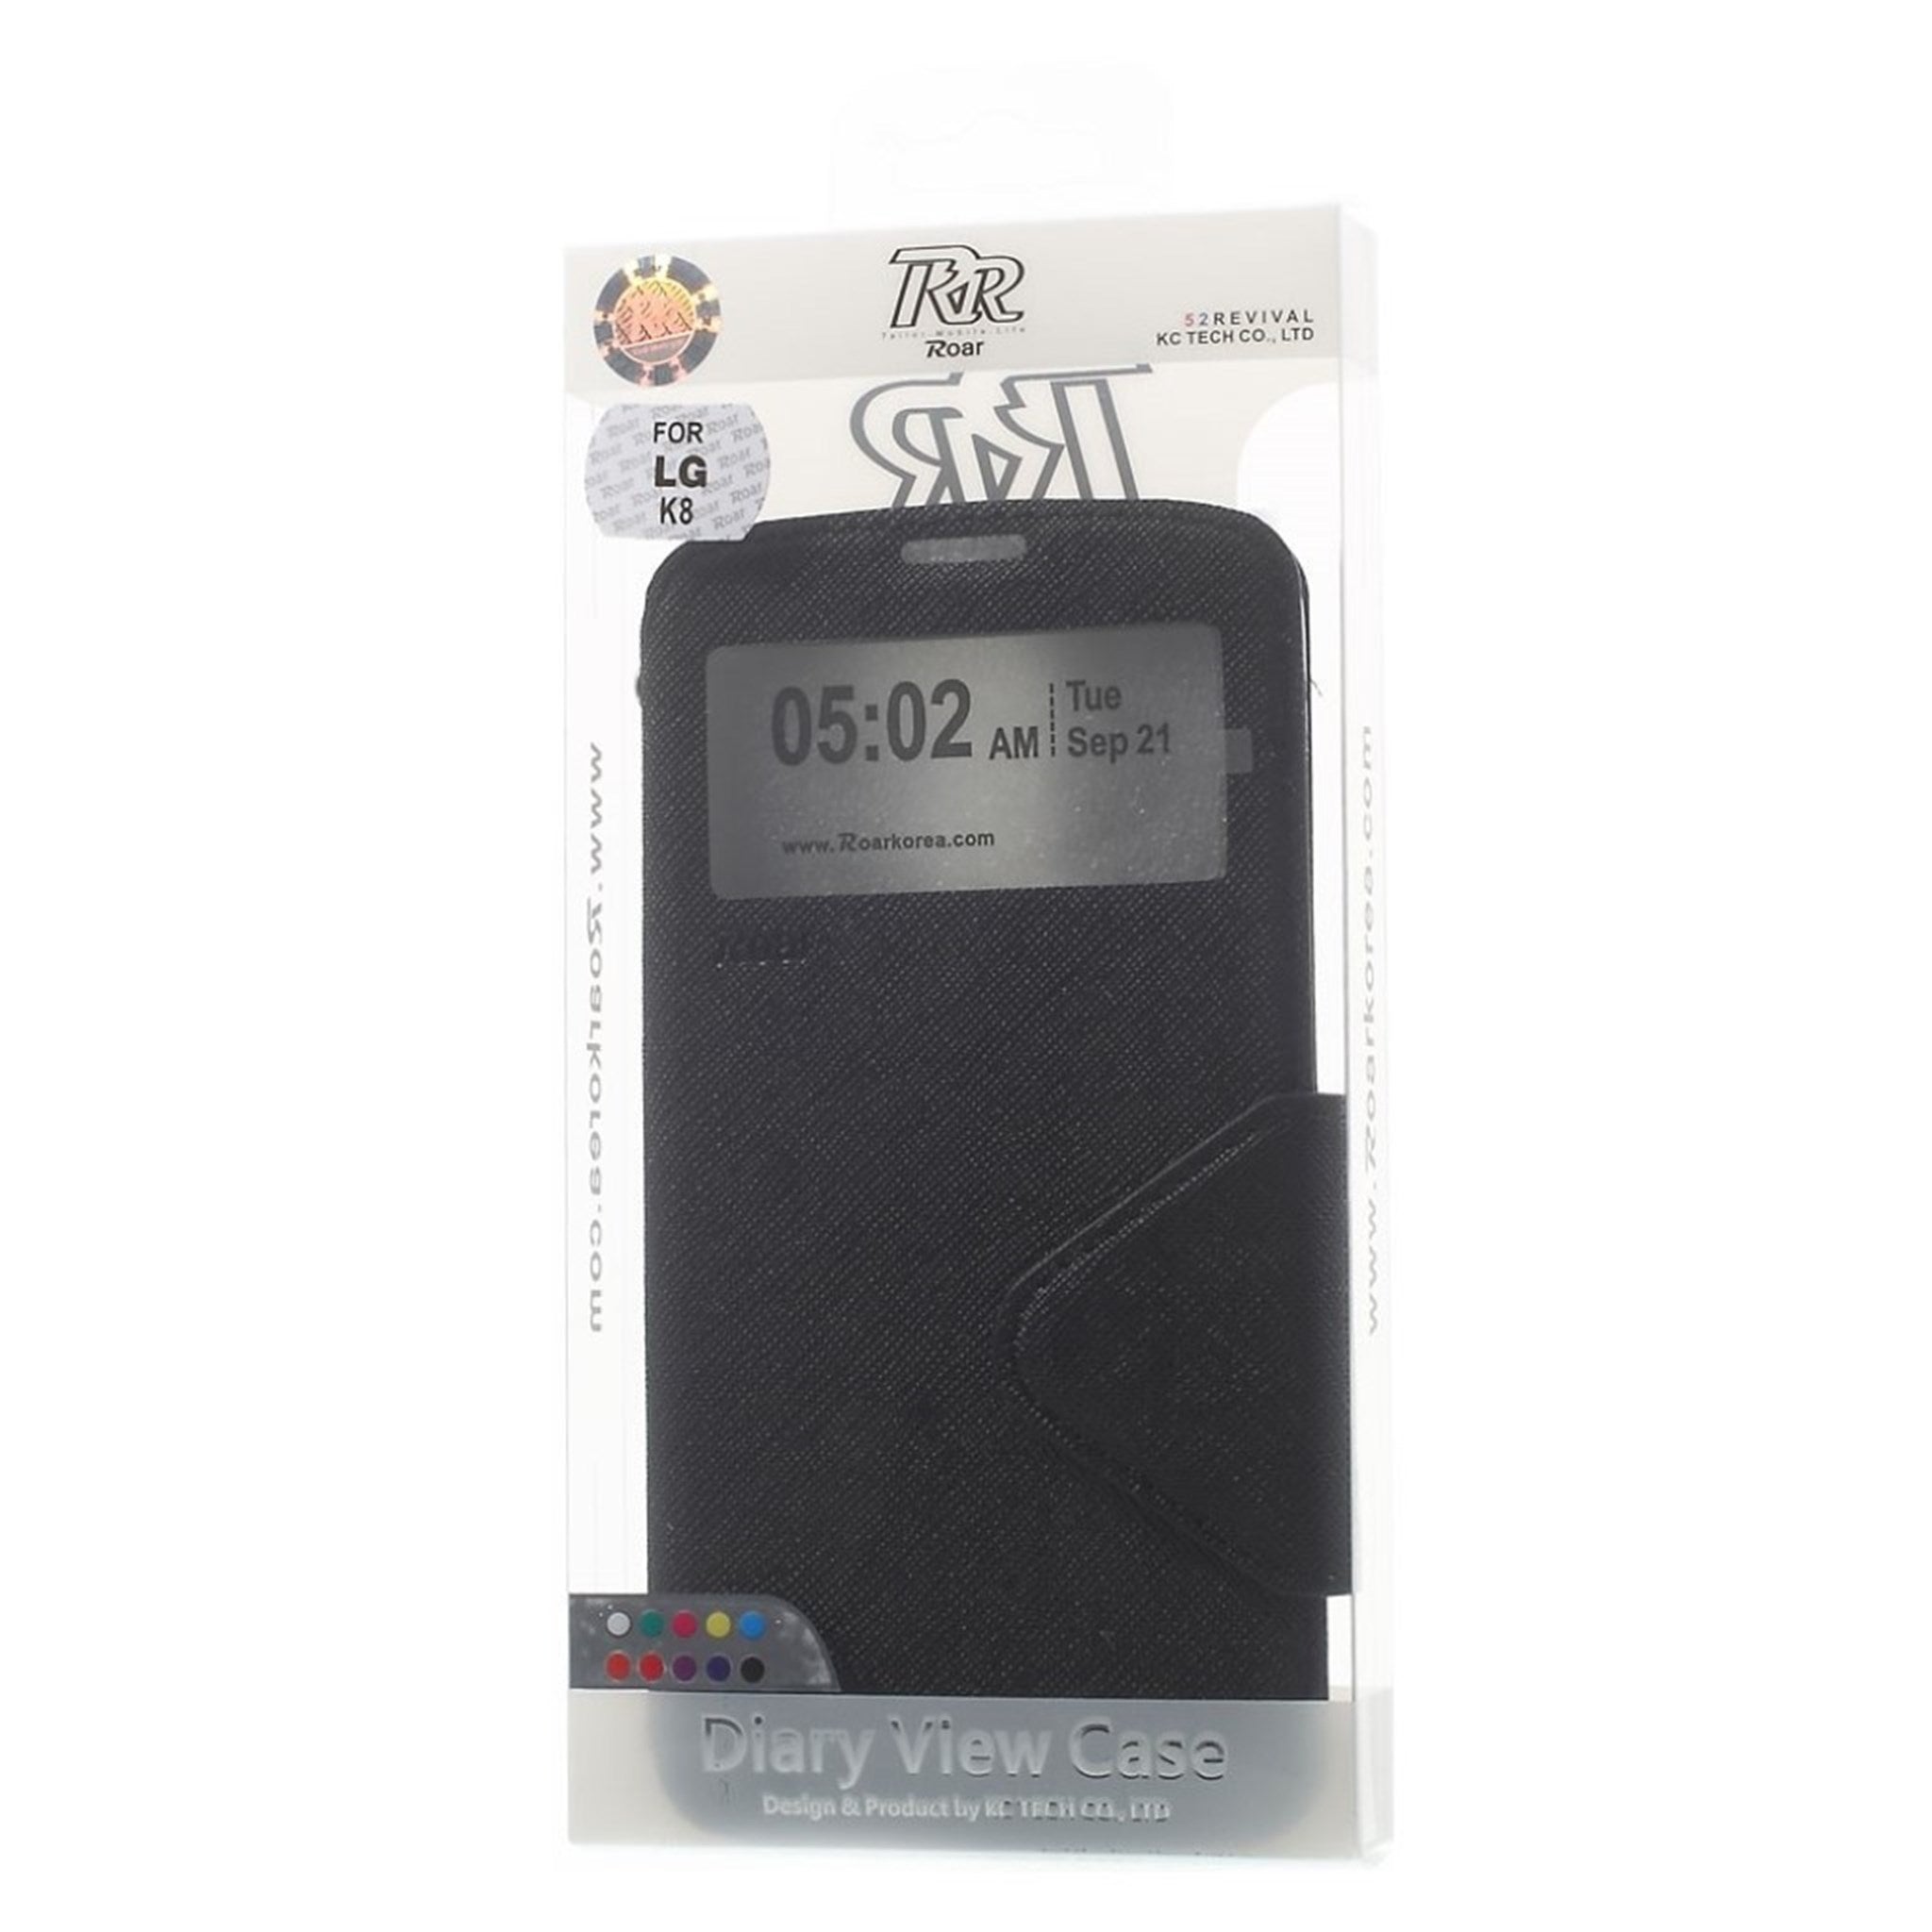 Roar
52REVIVAL
KC TECH CO., LTD
FOR
LG
K8
05:02 AM
Tue
Sep 21
www.Roarkorea.com
www.Roarkorea.com
www.Roarkorea.com
Diary View Case
Design & Product by KC TECH CO., LTD